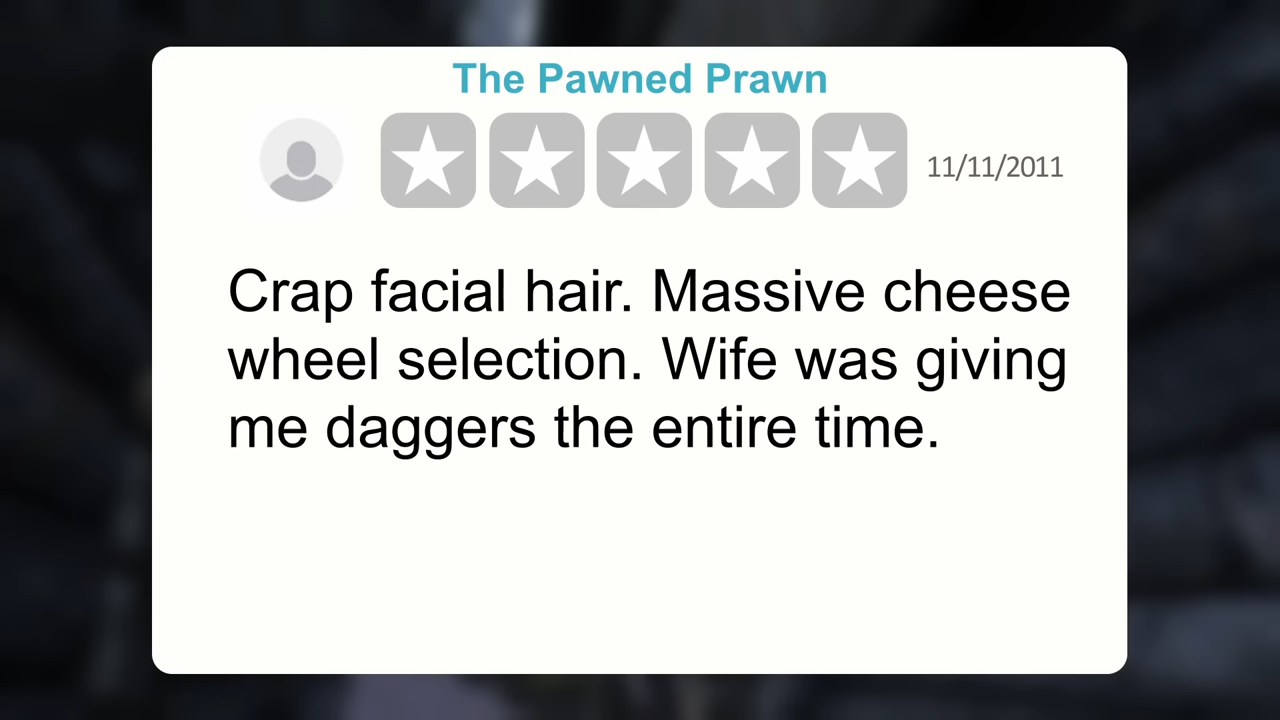 The Pawned Prawn
11/11/2011
Crap facial hair. Massive cheese
wheel selection. Wife was giving
me daggers the entire time.